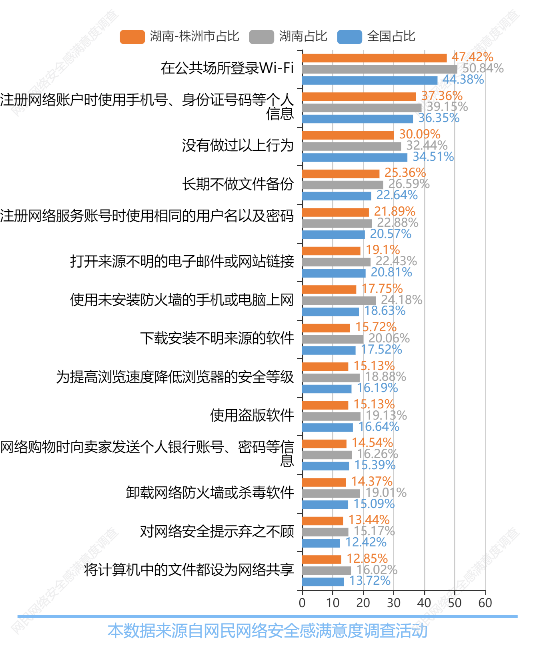 湖南-株洲市占比 湖南占比 全国占比
在公共场所登录Wi-Fi 47.42% 50.84% 44.38%
注册网络账户时使用手机号、身份证号码等个人
信息 37.36% 39.15% 36.35%
没有做过以上行为 30.09% 32.44% 34.51%
长期不做文件备份 25.36% 26.59% 22.64%
注册网络服务账号时使用相同的用户名以及密码 21.89% 22.88% 20.57%
打开来源不明的电子邮件或网站链接 19.1% 22.43% 20.81%
使用未安装防火墙的手机或电脑上网 17.75% 24.18% 18.63%
下载安装不明来源的软件 15.72% 20.06% 17.52%
为提高浏览速度降低浏览器的安全等级 15.13% 18.88% 16.19%
使用盗版软件 15.13% 19.13% 16.64%
网络购物时向卖家发送个人银行账号、密码等信
息 14.54% 16.26% 15.39%
卸载网络防火墙或杀毒软件 14.37% 19.01% 15.09%
对网络安全提示弃之不顾 13.44% 15.17% 12.42%
将计算机中的文件都设为网络共享 12.85% 16.02% 13.72%
0 10 20 30 40 50 60
本数据来源自网民网络安全感满意度调查活动